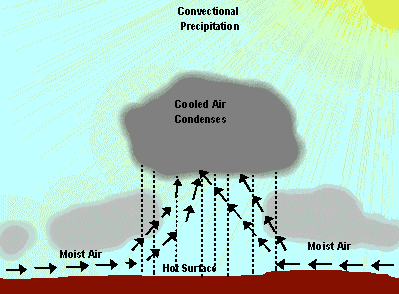 Convectional
Precipitation
Cooled Air
Condenses
Moist Air
Moist Air
Hot Surface